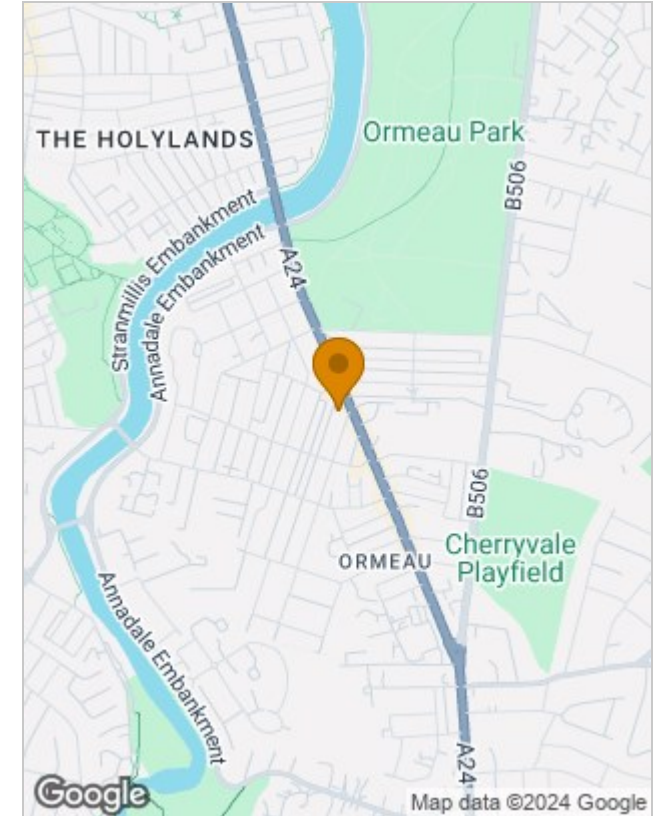 THE HOLYLANDS
Ormeau Park
B506
Stranmillis Embankment
Annadale Embankment
A24
B506
ORMEAU
Cherryvale
Playfield
Annadale Embankment
A24
Google
Map data ©2024 Google